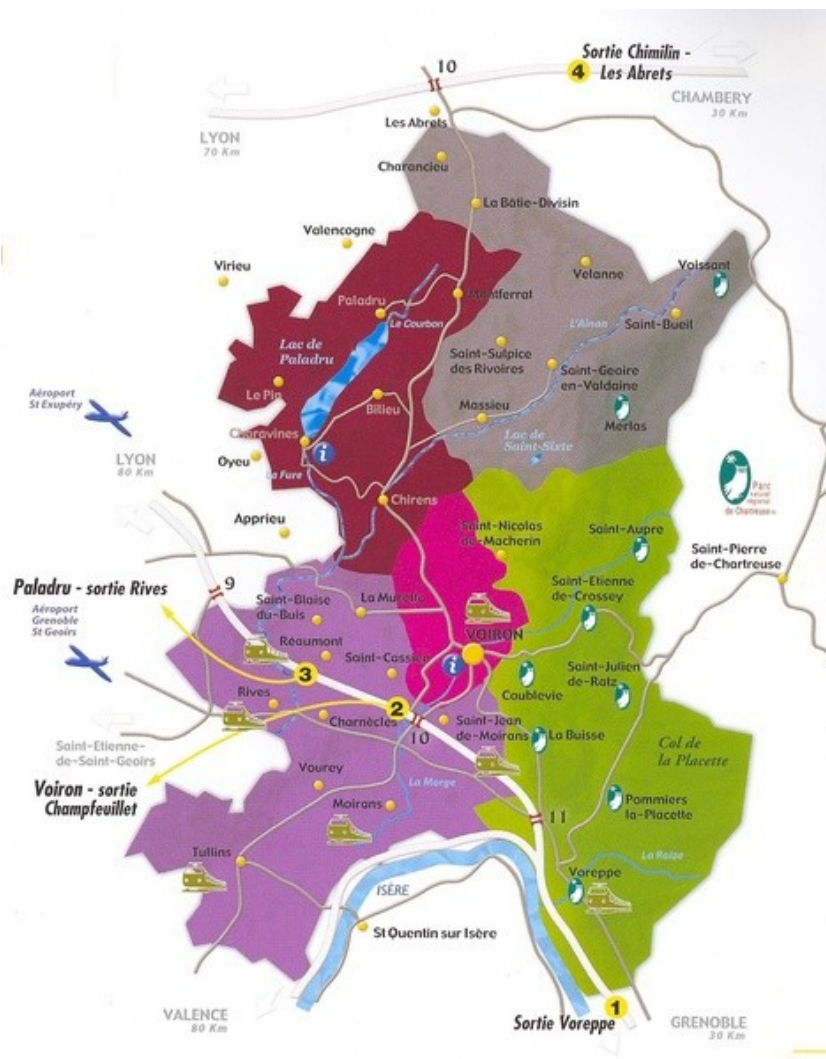 Sortie Chimilin -
Les Abrets
4
10
CHAMBERY
30 Km
LYON
70 Km
Les Abrets
Charancieu
La Bâtie-Divisin
Valencogne
Virieu
Velanne
Voissant
Paladru
Montferrat
Le Courbon
L'Ainan
Saint-Bueil
Lac de
Paladru
Saint-Sulpice
des Rivoires
Saint-Geoire
en-Valdaine
Le Pin
Bilieu
Massieu
Merlas
Aéroport
St Exupéry
Charavines
Lac de
Saint-Sixte
i
Oyeu
La Fure
LYON
80 Km
Parc
naturel
régional
de Chartreuse
Chirens
Apprieu
Saint-Nicolas
de-Macherin
Saint-Aupre
Saint-Pierre
de-Chartreuse
9
Paladru - sortie Rives
Saint-Etienne
de-Crossey
Aéroport
Grenoble
St Geoirs
Saint-Blaise
du-Buis
La Murette
VOIRON
Réaumont
Saint-Cassien
i
Saint-Julien
de-Ratz
3
Coublevie
Rives
2
Charnècles
10
Saint-Jean
de-Moirans
La Buisse
Col de
la Placette
Saint-Etienne-
de-Saint-Geoirs
Vourey
La Morge
Voiron - sortie
Champfeuillet
Moirans
11
Pommiers
la-Placette
Tullins
La Roize
Voreppe
ISÈRE
St Quentin sur Isère
VALENCE
80 Km
1
Sortie Voreppe
GRENOBLE
30 Km